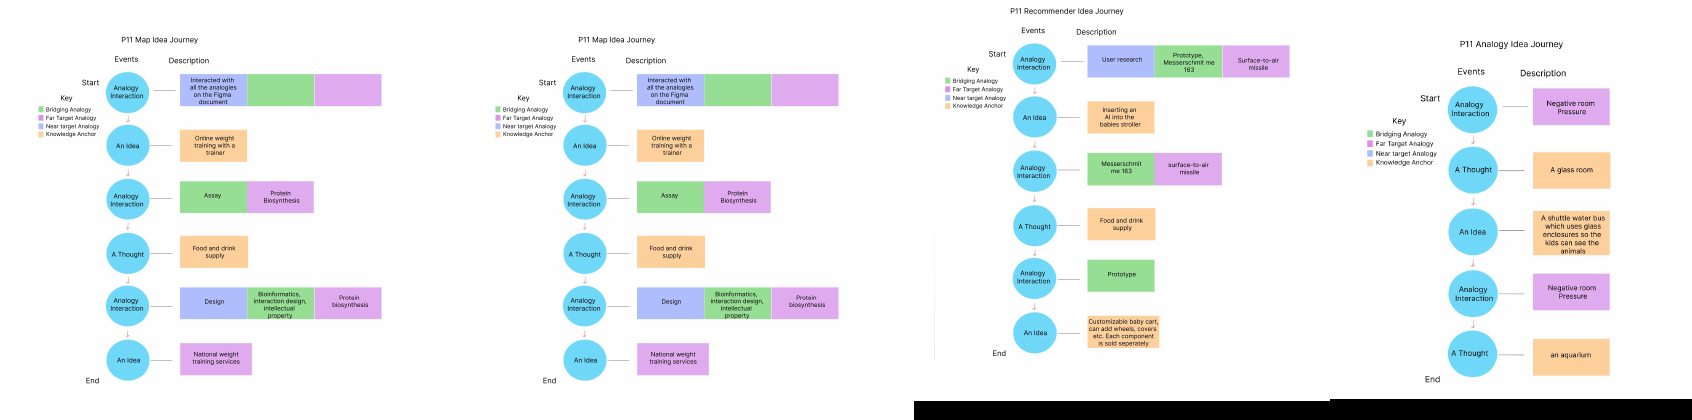 P11 Map Idea Journey
Events
Description
Start
Key
Bridging Analogy
Far Target Analogy
Near target Analogy
Knowledge Anchor
Analogy
Interaction
Interacted with
all the analogies
on the Figma
document
An Idea
Online weight
training with a
trainer
Analogy
Interaction
Assay
Protein
Biosynthesis
A Thought
Food and drink
supply
Analogy
Interaction
Design
Bioinformatics,
interaction design,
intellectual
property
Protein
biosynthesis
An Idea
National weight
training services
End
P11 Map Idea Journey
Events
Description
Start
Key
Bridging Analogy
Far Target Analogy
Near target Analogy
Knowledge Anchor
Analogy
Interaction
Interacted with
all the analogies
on the Figma
document
An Idea
Online weight
training with a
trainer
Analogy
Interaction
Assay
Protein
Biosynthesis
A Thought
Food and drink
supply
Analogy
Interaction
Design
Bioinformatics,
interaction design,
intellectual
property
Protein
biosynthesis
An Idea
National weight
training services
End
P11 Recommender Idea Journey
Events
Description
Start
Key
Bridging Analogy
Far Target Analogy
Near target Analogy
Knowledge Anchor
Analogy
Interaction
User research
Prototype,
Messerschmit me
163
Surface-to-air
missile
An Idea
Inserting an
AI into the
babies stroller
Analogy
Interaction
Messerschmit
me 163
surface-to-air
missile
A Thought
Food and drink
supply
Analogy
Interaction
Prototype
An Idea
Customizable baby cart,
can add wheels, covers
etc. Each component
is sold seperately
End
P11 Analogy Idea Journey
Events
Description
Start
Key
Bridging Analogy
Far Target Analogy
Near target Analogy
Knowledge Anchor
Analogy
Interaction
Negative room
Pressure
A Thought
A glass room
An Idea
A shuttle water bus
which uses glass
enclosures so the
kids can see the
animals
Analogy
Interaction
Negative room
Pressure
A Thought
an aquarium
End